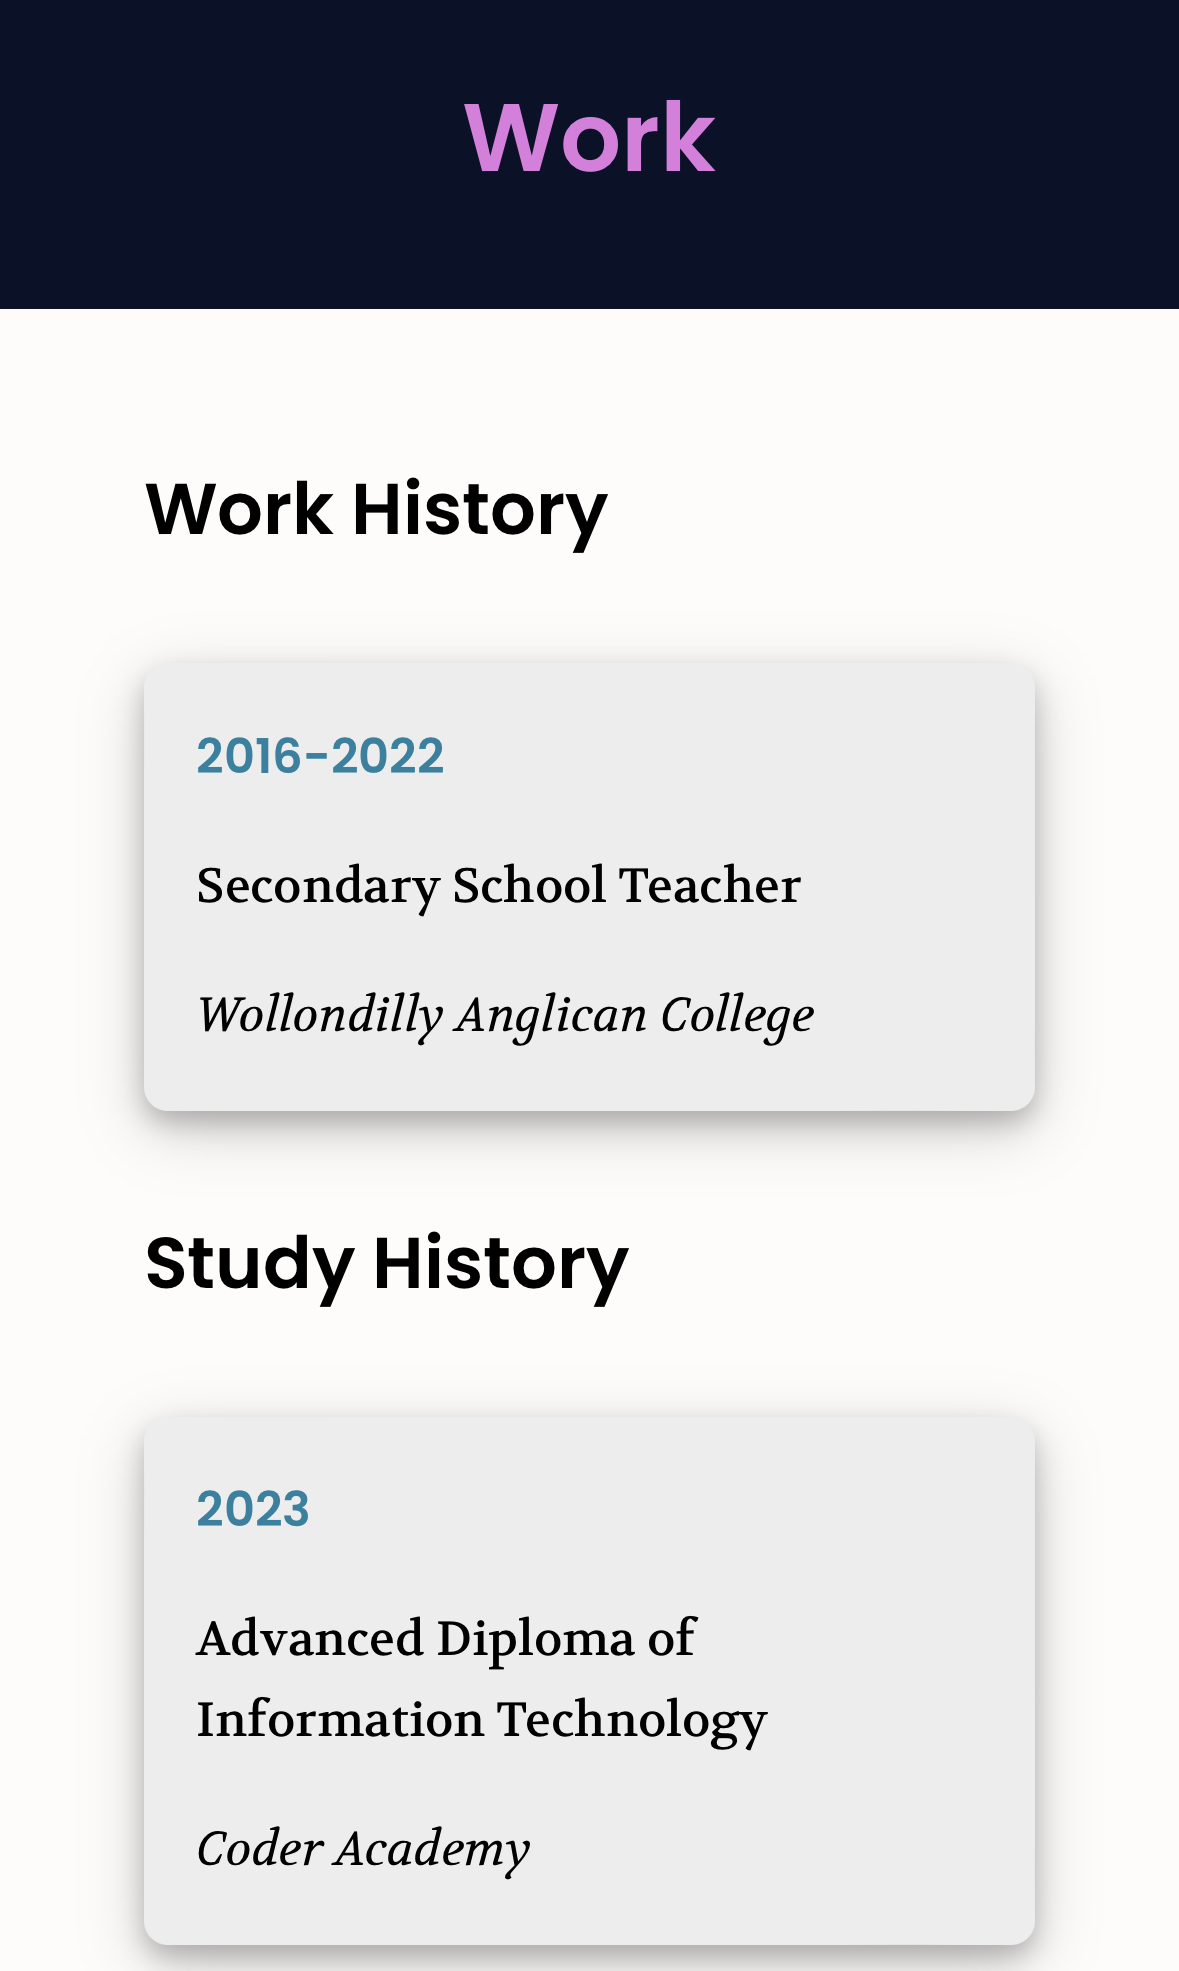 Work
Work History
2016-2022
Secondary School Teacher
Wollondilly Anglican College
Study History
2023
Advanced Diploma of
Information Technology
Coder Academy